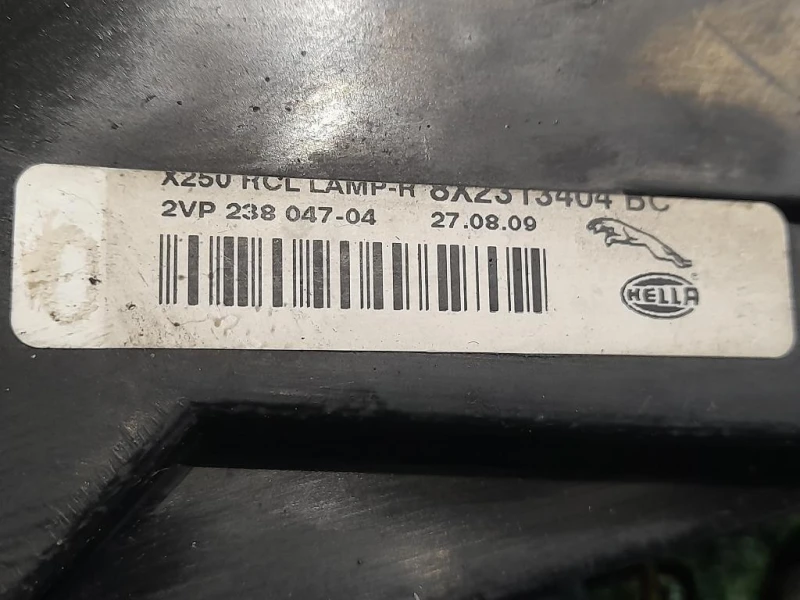 X250 RCL LAMP-R 8X2313404 BC
2VP 238 047-04 27.08.09
HELLA